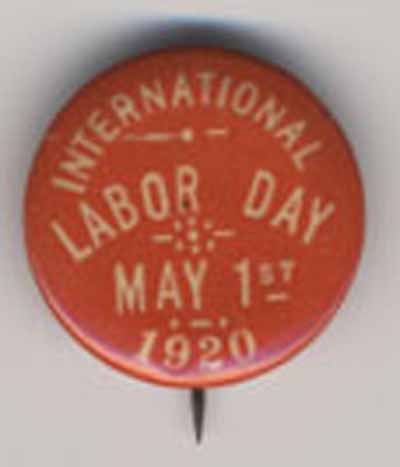 INTERNATIONAL
LABOR DAY
MAY 1ST
1920